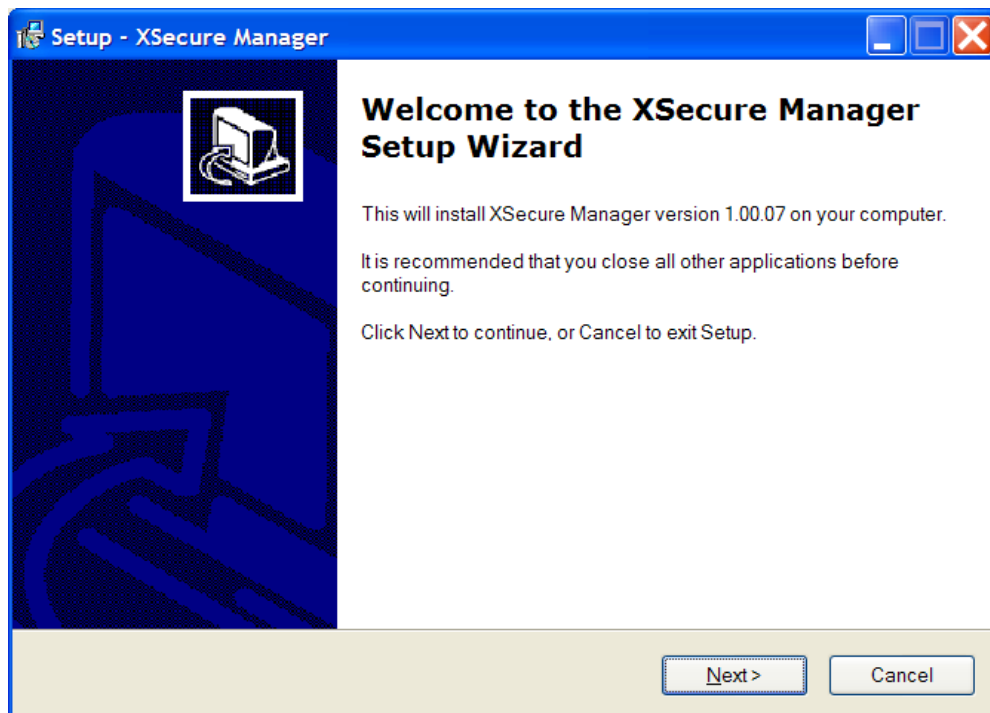 Setup - XSecure Manager
Welcome to the XSecure Manager
Setup Wizard
This will install XSecure Manager version 1.00.07 on your computer.
It is recommended that you close all other applications before
continuing.
Click Next to continue, or Cancel to exit Setup.
Next >
Cancel